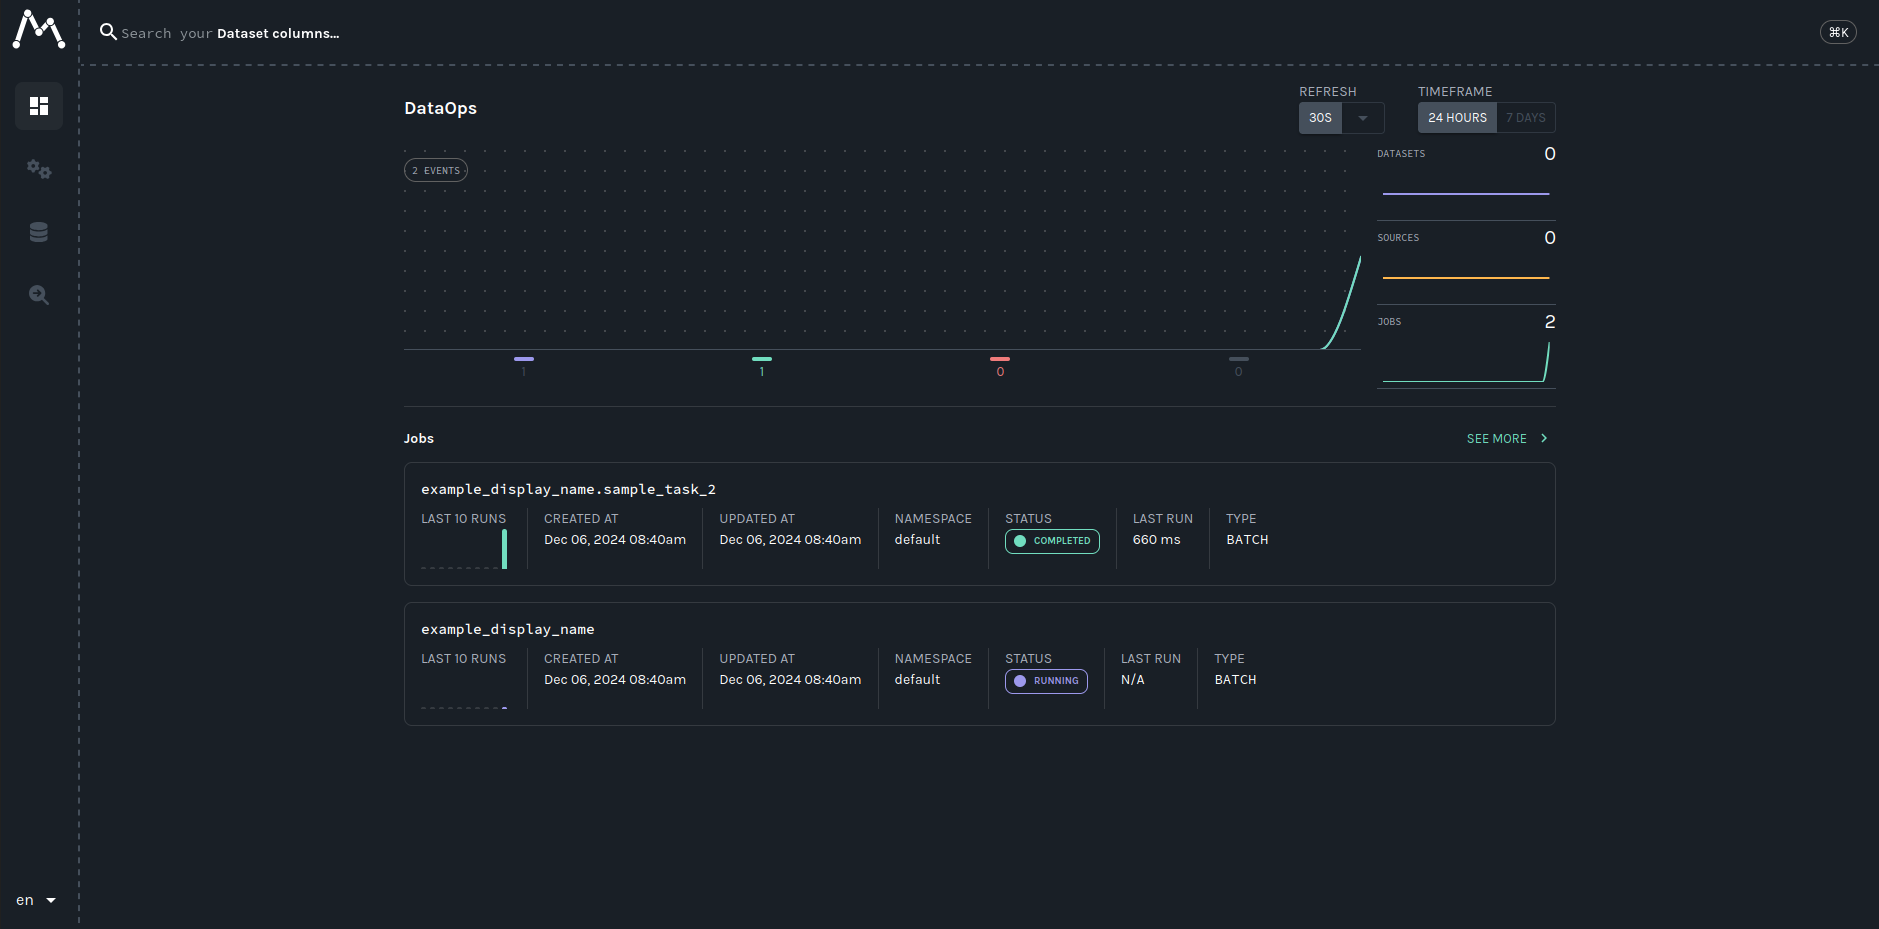 Search your Dataset columns...
⌘K
DataOps
REFRESH
30S
TIMEFRAME
24 HOURS 7 DAYS
2 EVENTS
DATASETS 0
SOURCES 0
JOBS 2
1 1 0 0
Jobs
SEE MORE
example_display_name.sample_task_2
LAST 10 RUNS CREATED AT UPDATED AT NAMESPACE STATUS LAST RUN TYPE
Dec 06, 2024 08:40am Dec 06, 2024 08:40am default COMPLETED 660 ms BATCH
example_display_name
LAST 10 RUNS CREATED AT UPDATED AT NAMESPACE STATUS LAST RUN TYPE
Dec 06, 2024 08:40am Dec 06, 2024 08:40am default RUNNING N/A BATCH
en